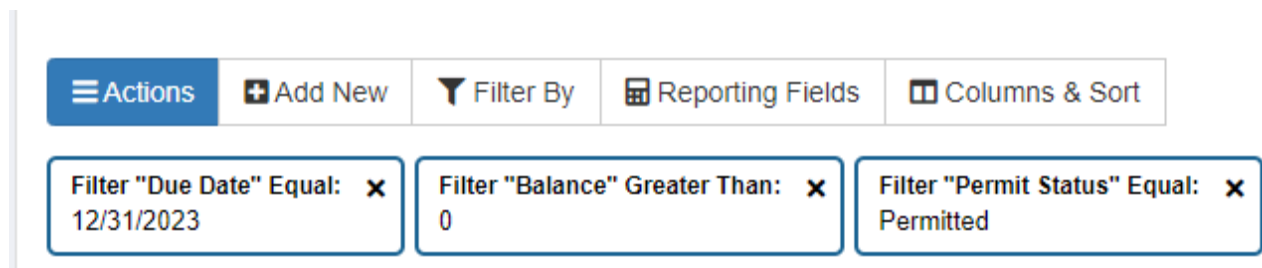 Actions Add New Filter By Reporting Fields Columns & Sort
Filter "Due Date" Equal: Filter "Balance" Greater Than: Filter "Permit Status" Equal:
12/31/2023 0 Permitted